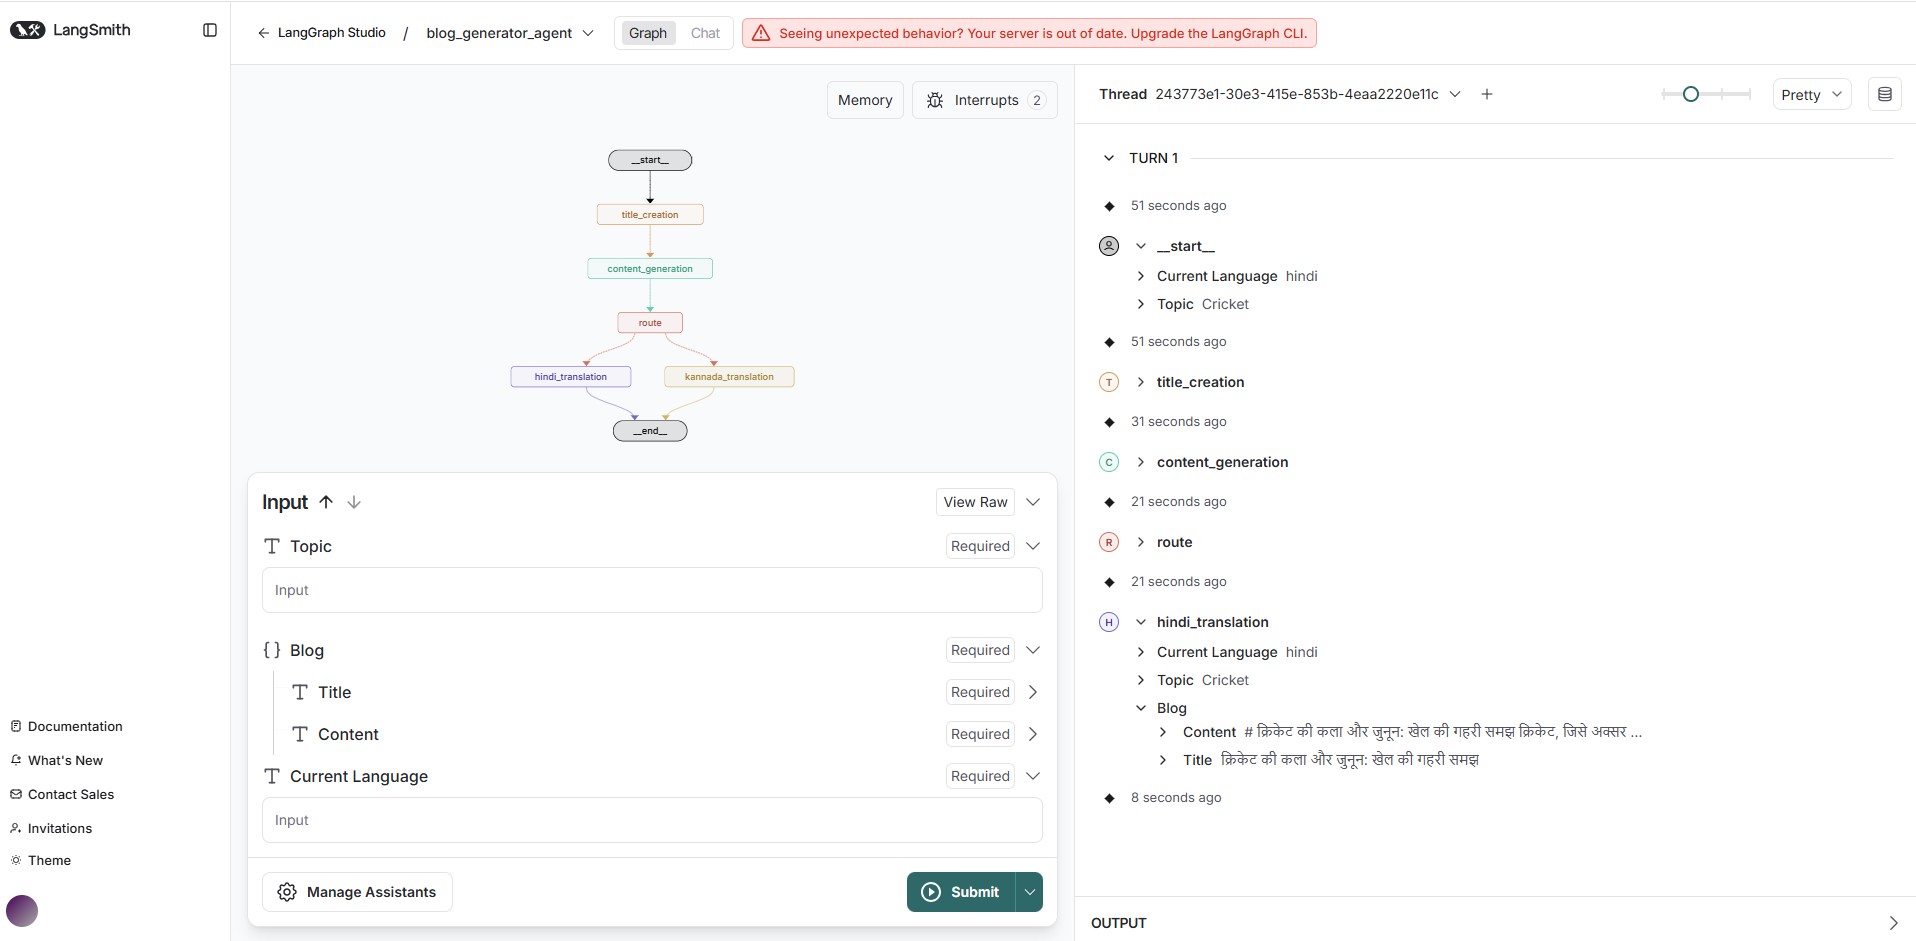 LangSmith
LangGraph Studio / blog_generator_agent
Graph Chat
Seeing unexpected behavior? Your server is out of date. Upgrade the LangGraph CLI.
Memory
Interrupts 2
__start__
title_creation
content_generation
route
hindi_translation kannada_translation
__end__
Input
View Raw
Topic Required
Input
Blog Required
Title Required
Content Required
Current Language Required
Input
Manage Assistants
Submit
Documentation
What's New
Contact Sales
Invitations
Theme
Thread 243773e1-30e3-415e-853b-4eaa2220e11c
Pretty
TURN 1
51 seconds ago
__start__
Current Language hindi
Topic Cricket
51 seconds ago
T title_creation
31 seconds ago
C content_generation
21 seconds ago
R route
21 seconds ago
H hindi_translation
Current Language hindi
Topic Cricket
Blog
Content # क्रिकेट की कला और जुनून: खेल की गहरी समझ क्रिकेट, जिसे अक्सर ...
Title क्रिकेट की कला और जुनून: खेल की गहरी समझ
8 seconds ago
OUTPUT